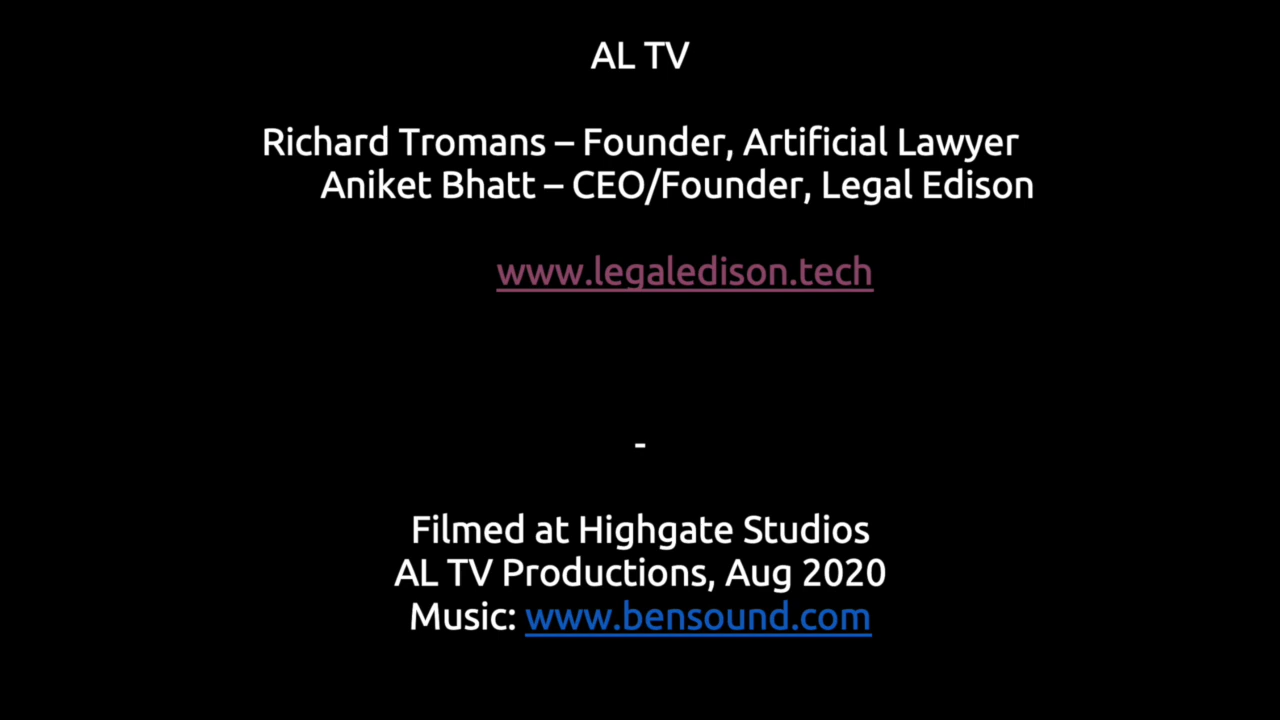 AL TV
Richard Tromans – Founder, Artificial Lawyer
Aniket Bhatt – CEO/Founder, Legal Edison
www.legaledison.tech
-
Filmed at Highgate Studios
AL TV Productions, Aug 2020
Music: www.bensound.com